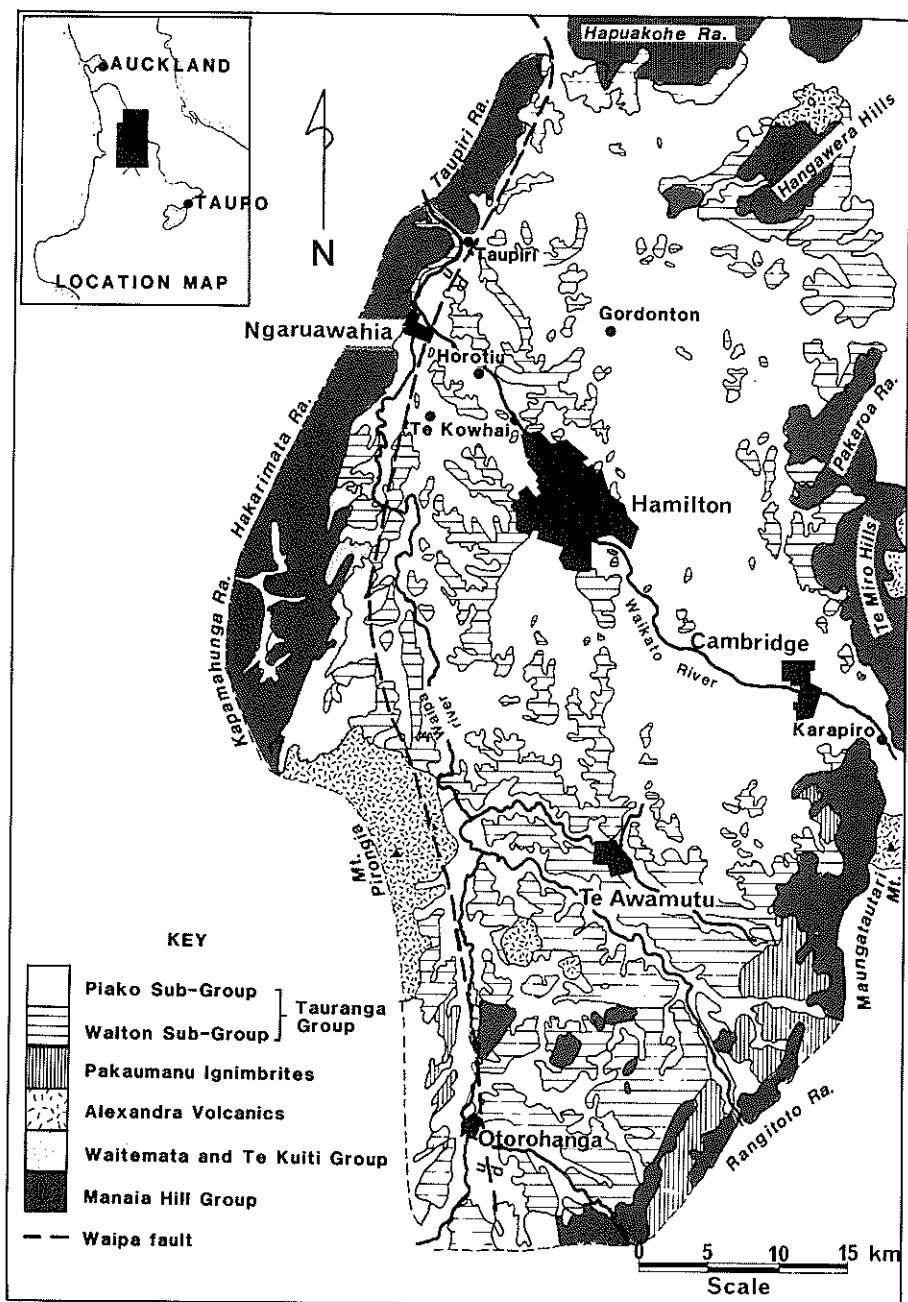 AUCKLAND
TAUPO
LOCATION MAP
N
Hapuakohe Ra.
Taupiri Ra.
Hangawera Hills
Taupiri
u
d
Ngaruawahia
Gordonton
Horotiu
Te Kowhai
Hakarimata Ra.
Pakaroa Ra.
Hamilton
Te Miro Hills
Kapamahunga Ra.
Waikato
River
Cambridge
Karapiro
Waipa
river
Mt.
Pirongia
Te Awamutu
Maungatautari Mt.
Rangitoto Ra.
Otorohanga
u
d
KEY
Piako Sub-Group
Walton Sub-Group
Tauranga
Group
Pakaumanu Ignimbrites
Alexandra Volcanics
Waitemata and Te Kuiti Group
Manaia Hill Group
Waipa fault
0 5 10 15 km
Scale